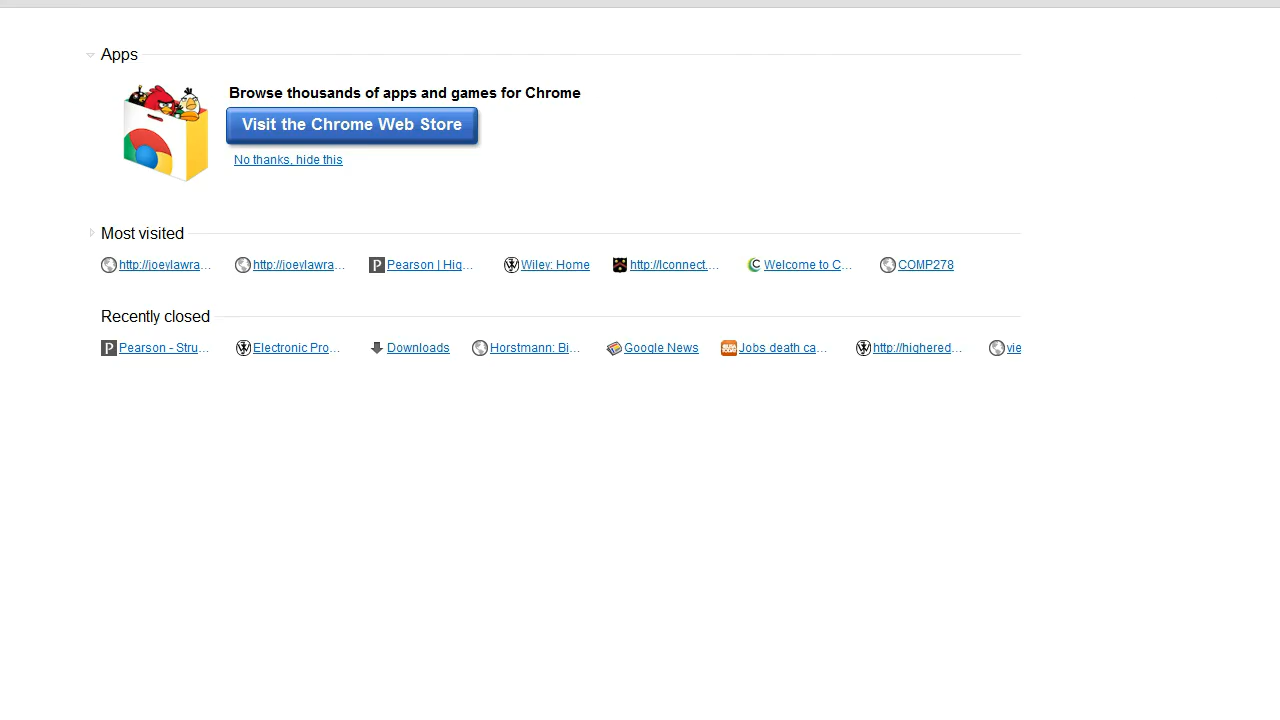 Apps
Browse thousands of apps and games for Chrome
Visit the Chrome Web Store
No thanks, hide this
Most visited
http://joeylawra... http://joeylawra... Pearson | Hig... Wiley: Home http://lconnect.... Welcome to C... COMP278
Recently closed
Pearson - Stru... Electronic Pro... Downloads Horstmann: Bi... Google News Jobs death ca... http://highered... vie